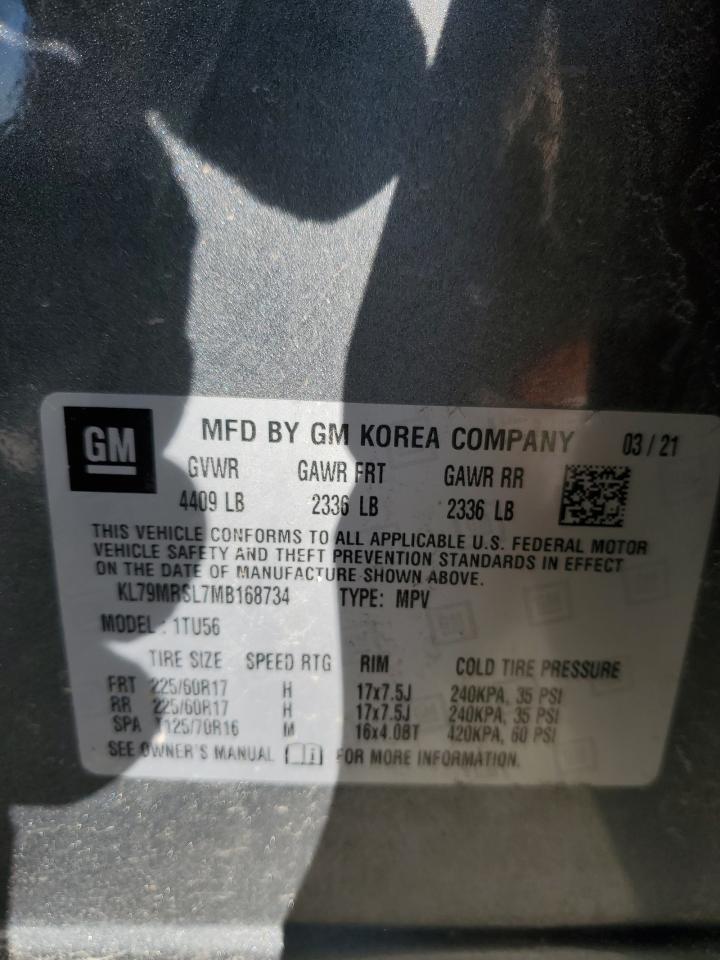 GM MFD BY GM KOREA COMPANY 03 / 21
GVWR GAWR FRT GAWR RR
4409 LB 2336 LB 2336 LB
THIS VEHICLE CONFORMS TO ALL APPLICABLE U.S. FEDERAL MOTOR
VEHICLE SAFETY AND THEFT PREVENTION STANDARDS IN EFFECT
ON THE DATE OF MANUFACTURE SHOWN ABOVE.
KL79MRSL7MB168734 TYPE: MPV
MODEL : 1TU56
TIRE SIZE SPEED RTG RIM COLD TIRE PRESSURE
FRT 225/60R17 H 17x7.5J 240KPA, 35 PSI
RR 225/60R17 H 17x7.5J 240KPA, 35 PSI
SPA T125/70R16 M 16x4.08T 420KPA, 60 PSI
SEE OWNER'S MANUAL FOR MORE INFORMATION.